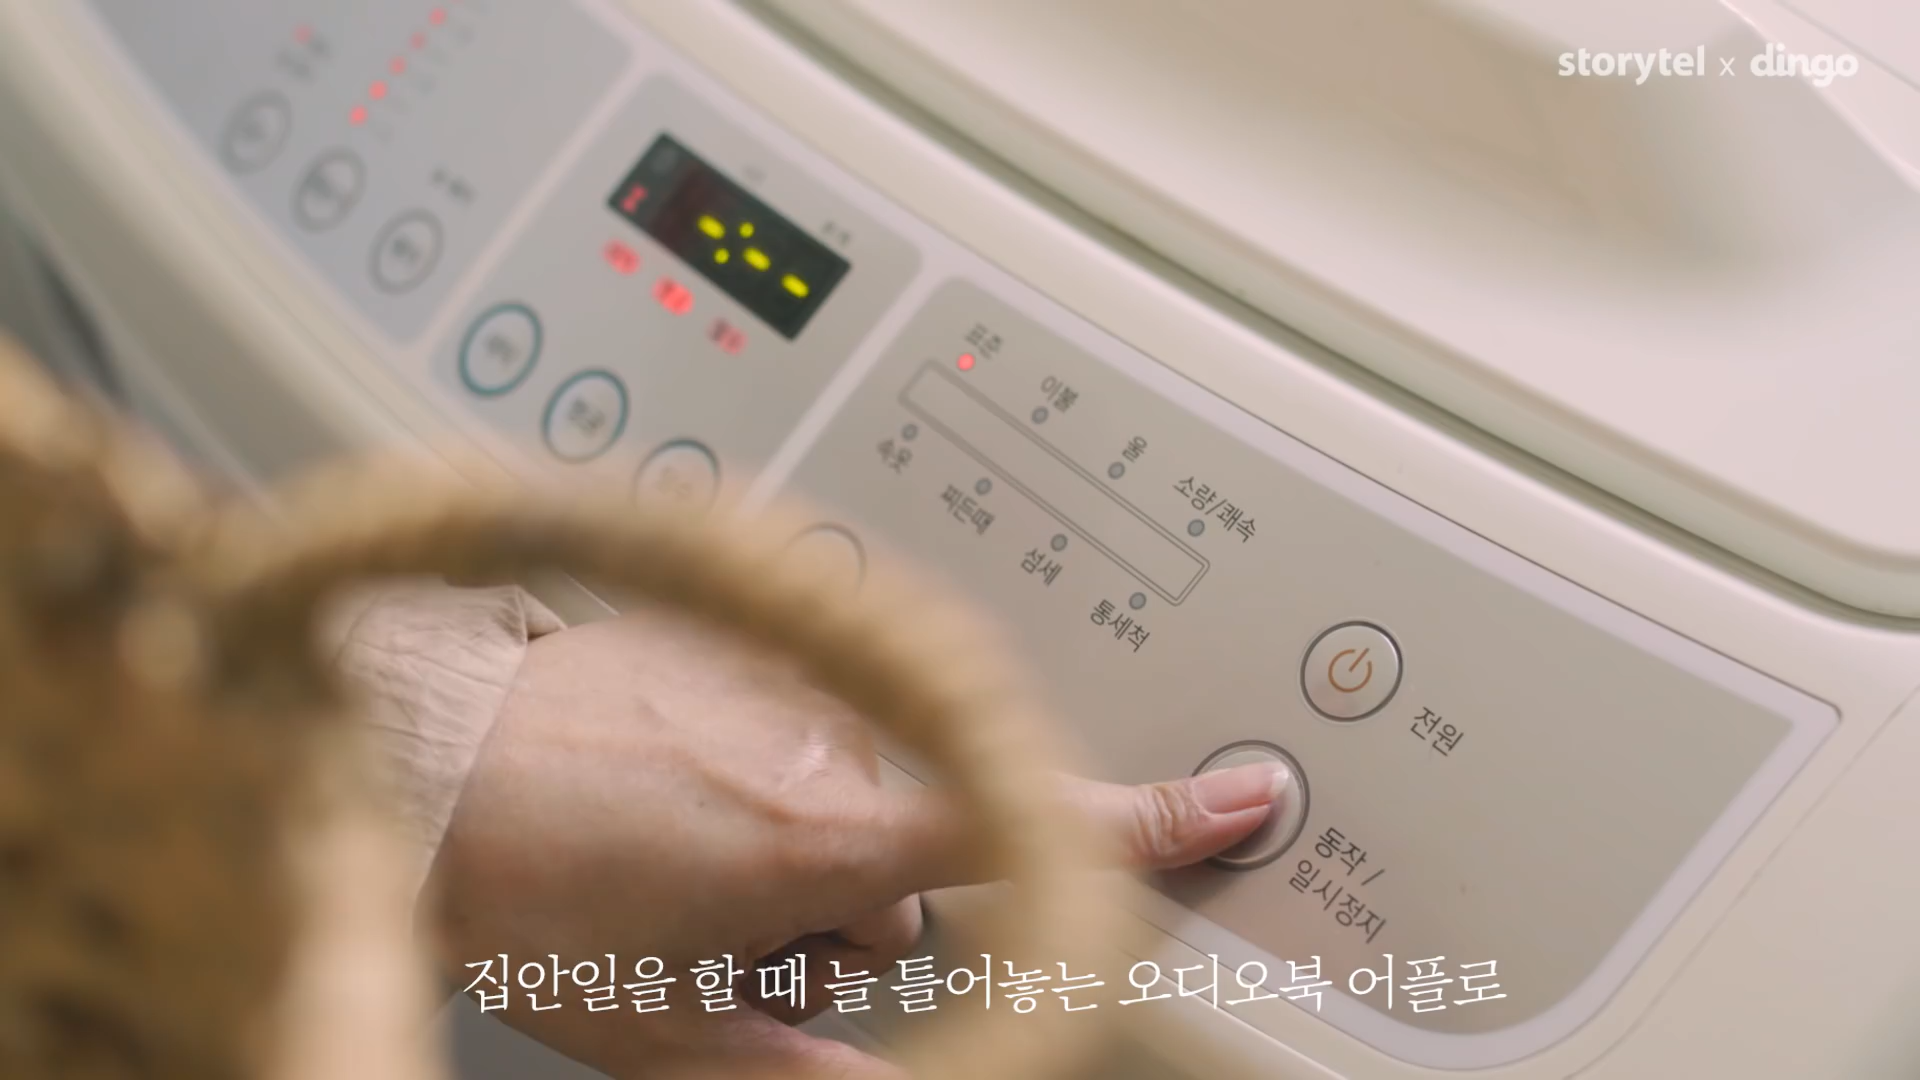 storytel x dingo
표준
이불
울
소량/쾌속
속옷
찌든때
섬세
통세척
전원
동작 /
일시정지
집안일을 할 때 늘 틀어놓는 오디오북 어플로